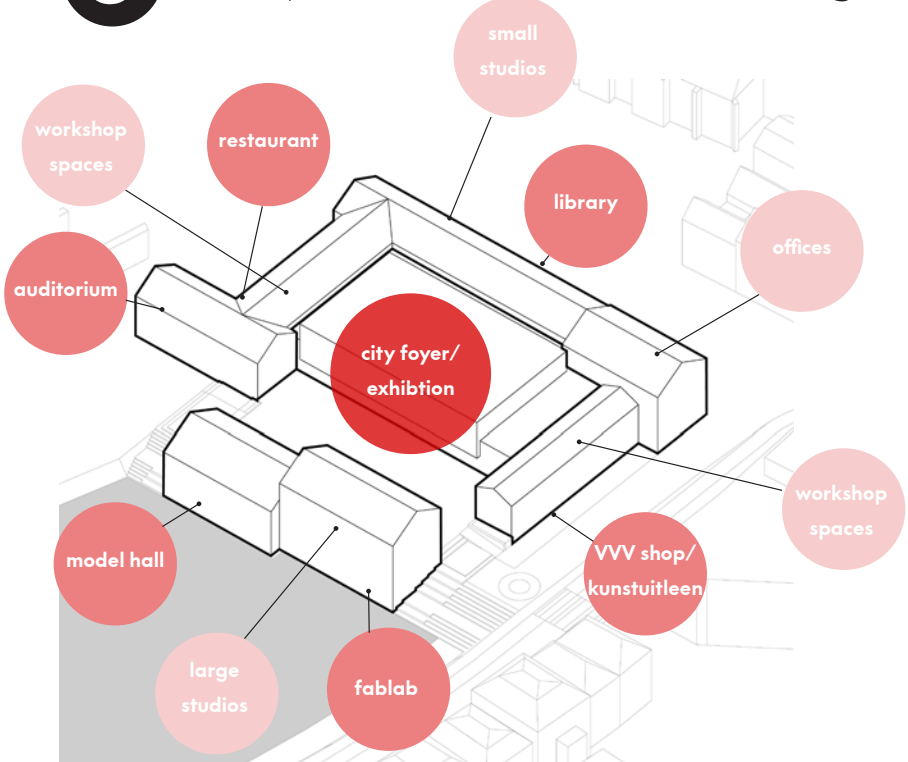 small
studios
workshop
spaces
restaurant
library
offices
auditorium
city foyer/
exhibtion
workshop
spaces
model hall
VVV shop/
kunstuitleen
large
studios
fablab